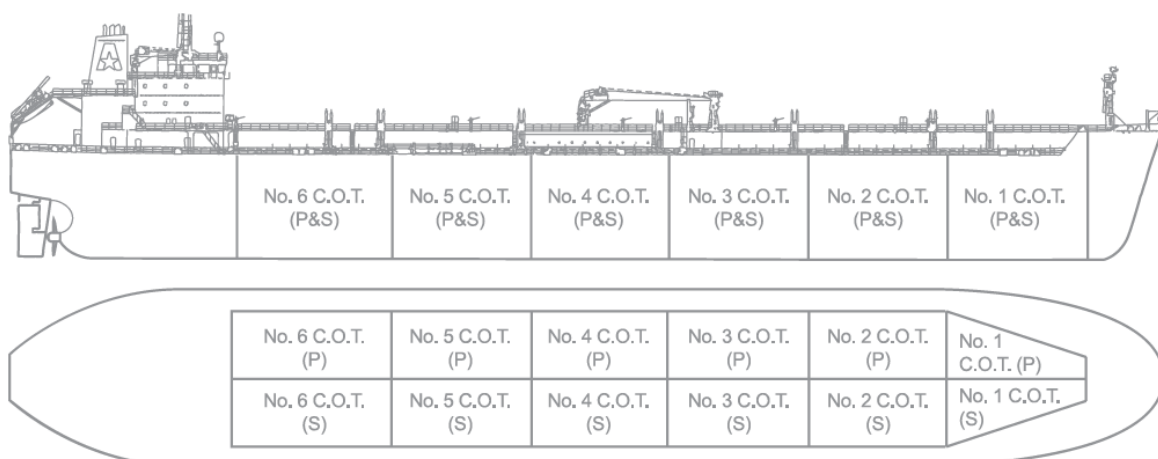 No. 6 C.O.T.
(P&S)
No. 5 C.O.T.
(P&S)
No. 4 C.O.T.
(P&S)
No. 3 C.O.T.
(P&S)
No. 2 C.O.T.
(P&S)
No. 1 C.O.T.
(P&S)
No. 6 C.O.T.
(P)
No. 5 C.O.T.
(P)
No. 4 C.O.T.
(P)
No. 3 C.O.T.
(P)
No. 2 C.O.T.
(P)
No. 1
C.O.T. (P)
No. 6 C.O.T.
(S)
No. 5 C.O.T.
(S)
No. 4 C.O.T.
(S)
No. 3 C.O.T.
(S)
No. 2 C.O.T.
(S)
No. 1 C.O.T.
(S)